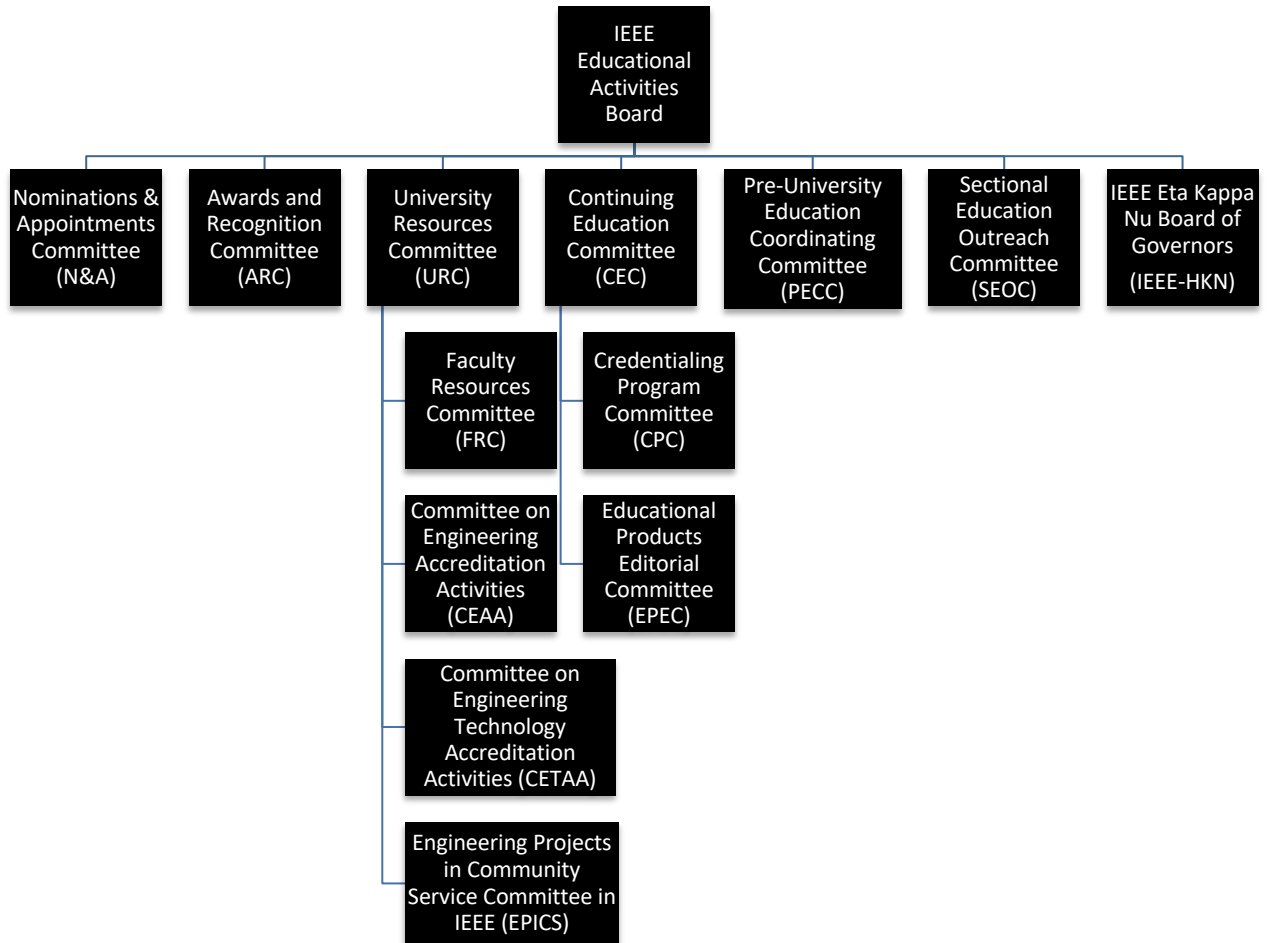 IEEE
Educational
Activities
Board
Nominations &
Appointments
Committee
(N&A)
Awards and
Recognition
Committee
(ARC)
University
Resources
Committee
(URC)
Continuing
Education
Committee
(CEC)
Pre-University
Education
Coordinating
Committee
(PECC)
Sectional
Education
Outreach
Committee
(SEOC)
IEEE Eta Kappa
Nu Board of
Governors
(IEEE-HKN)
Faculty
Resources
Committee
(FRC)
Credentialing
Program
Committee
(CPC)
Committee on
Engineering
Accreditation
Activities
(CEAA)
Educational
Products
Editorial
Committee
(EPEC)
Committee on
Engineering
Technology
Accreditation
Activities (CETAA)
Engineering Projects
in Community
Service Committee in
IEEE (EPICS)